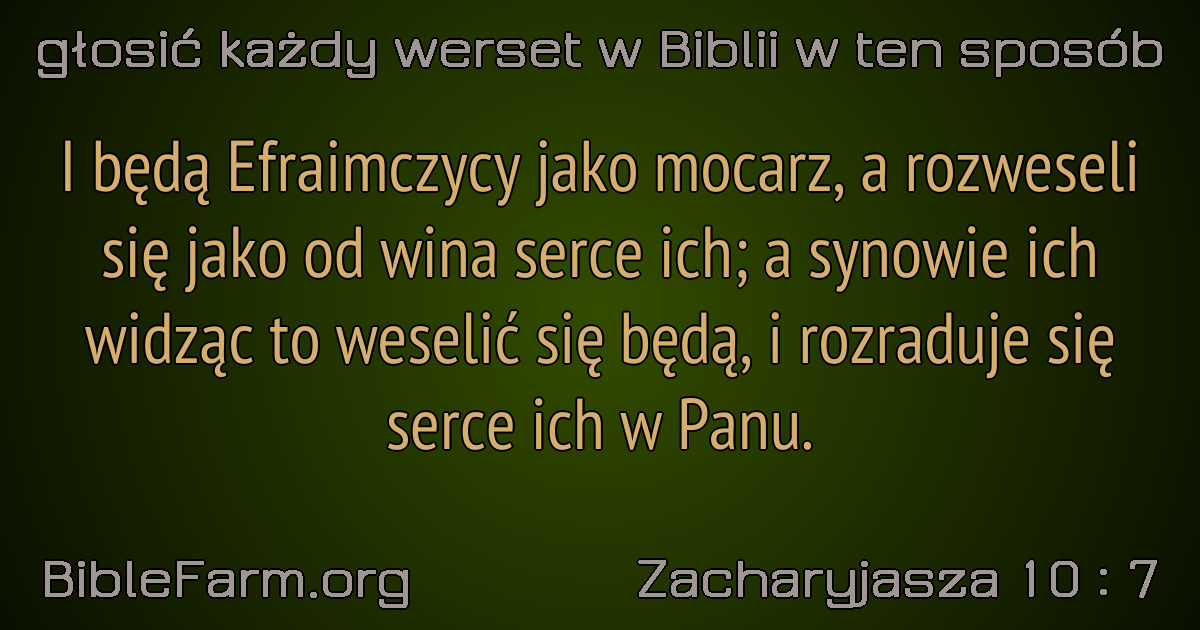 głosić każdy werset w Biblii w ten sposób
I będą Efraimczycy jako mocarz, a rozweseli
się jako od wina serce ich; a synowie ich
widząc to weselić się będą, i rozraduje się
serce ich w Panu.
BibleFarm.org
Zacharyjasza 10 : 7